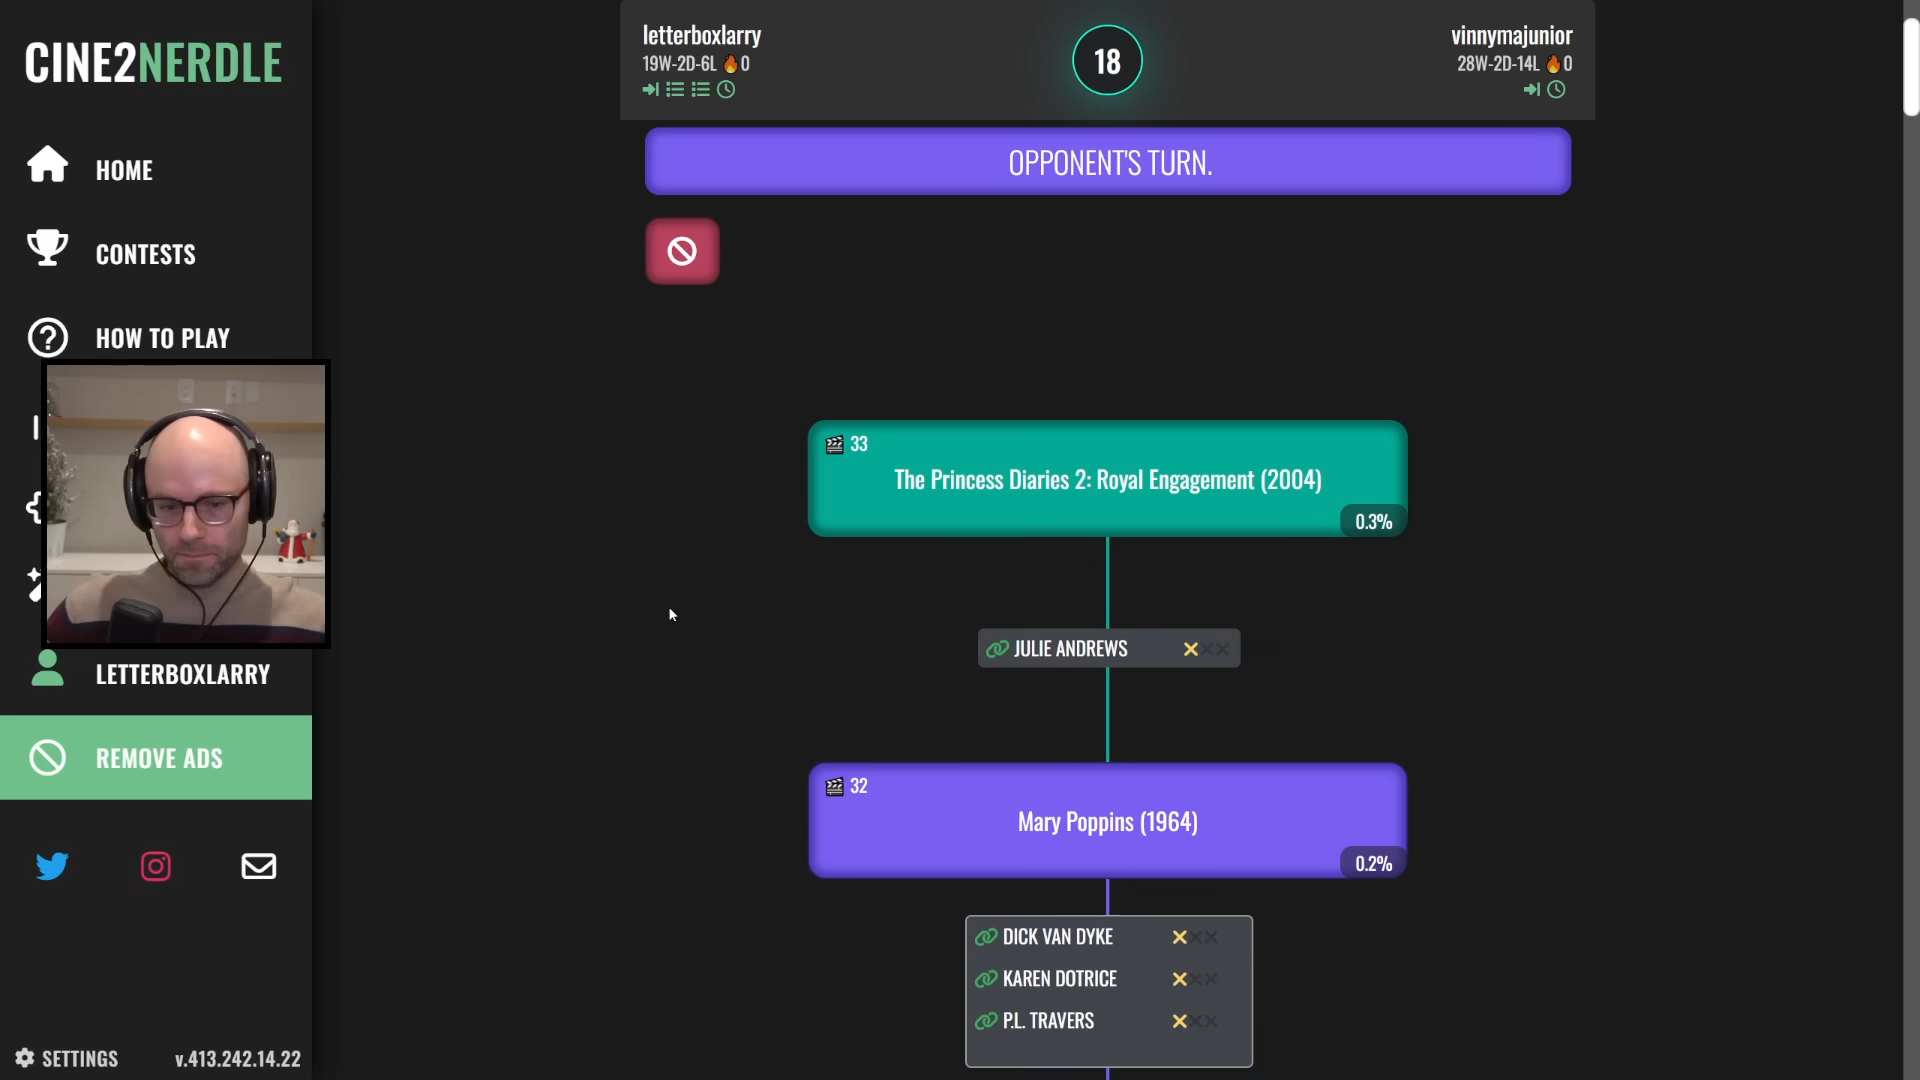 CINE2NERDLE
HOME
CONTESTS
HOW TO PLAY
LETTERBOXLARRY
REMOVE ADS
SETTINGS
v.413.242.14.22
letterboxlarry
19W-2D-6L 🔥0
18
vinnymajunior
28W-2D-14L 🔥0
OPPONENT'S TURN.
33
The Princess Diaries 2: Royal Engagement (2004)
0.3%
JULIE ANDREWS
32
Mary Poppins (1964)
0.2%
DICK VAN DYKE
KAREN DOTRICE
P.L. TRAVERS